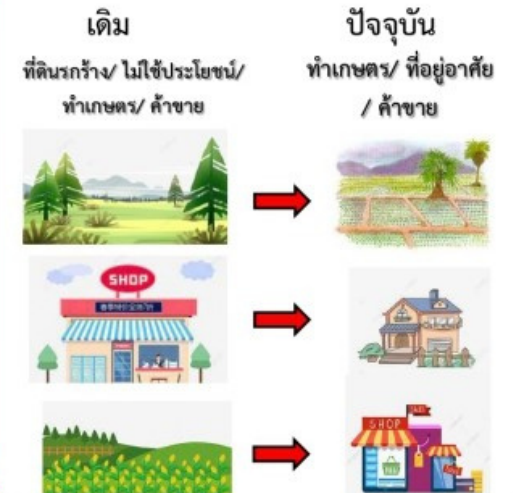 เดิม
ปัจจุบัน
ที่ดินรกร้าง/ ไม่ใช้ประโยชน์/
ทำเกษตร/ ค้าขาย
ทำเกษตร/ ที่อยู่อาศัย
/ ค้าขาย
SHOP
SHOP